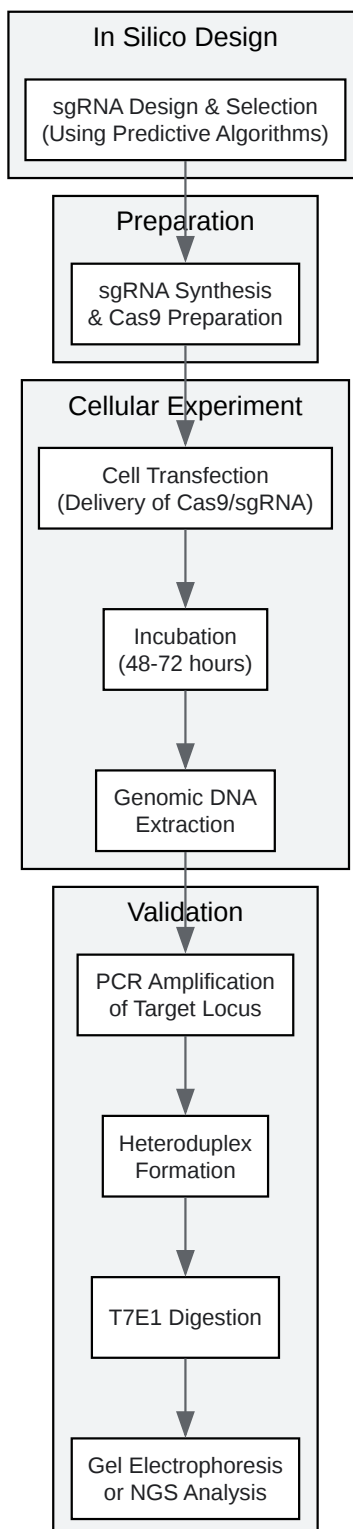 In Silico Design
sgRNA Design & Selection
(Using Predictive Algorithms)
Preparation
sgRNA Synthesis
& Cas9 Preparation
Cellular Experiment
Cell Transfection
(Delivery of Cas9/sgRNA)
Incubation
(48-72 hours)
Genomic DNA
Extraction
Validation
PCR Amplification
of Target Locus
Heteroduplex
Formation
T7E1 Digestion
Gel Electrophoresis
or NGS Analysis